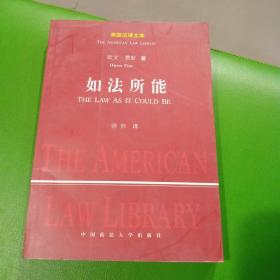 美国法律文库
THE AMERICAN LAW LIBRARY
欧文·费斯 著
Owen Fiss
如法所能
THE LAW AS IT COULD BE
师帅 译
THE AMERICAN
LAW LIBRARY
中国政法大学出版社